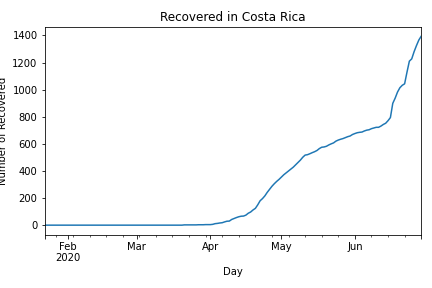 Recovered in Costa Rica
Number of Recovered
1400
1200
1000
800
600
400
200
0
Feb
2020
Mar
Apr
May
Jun
Day